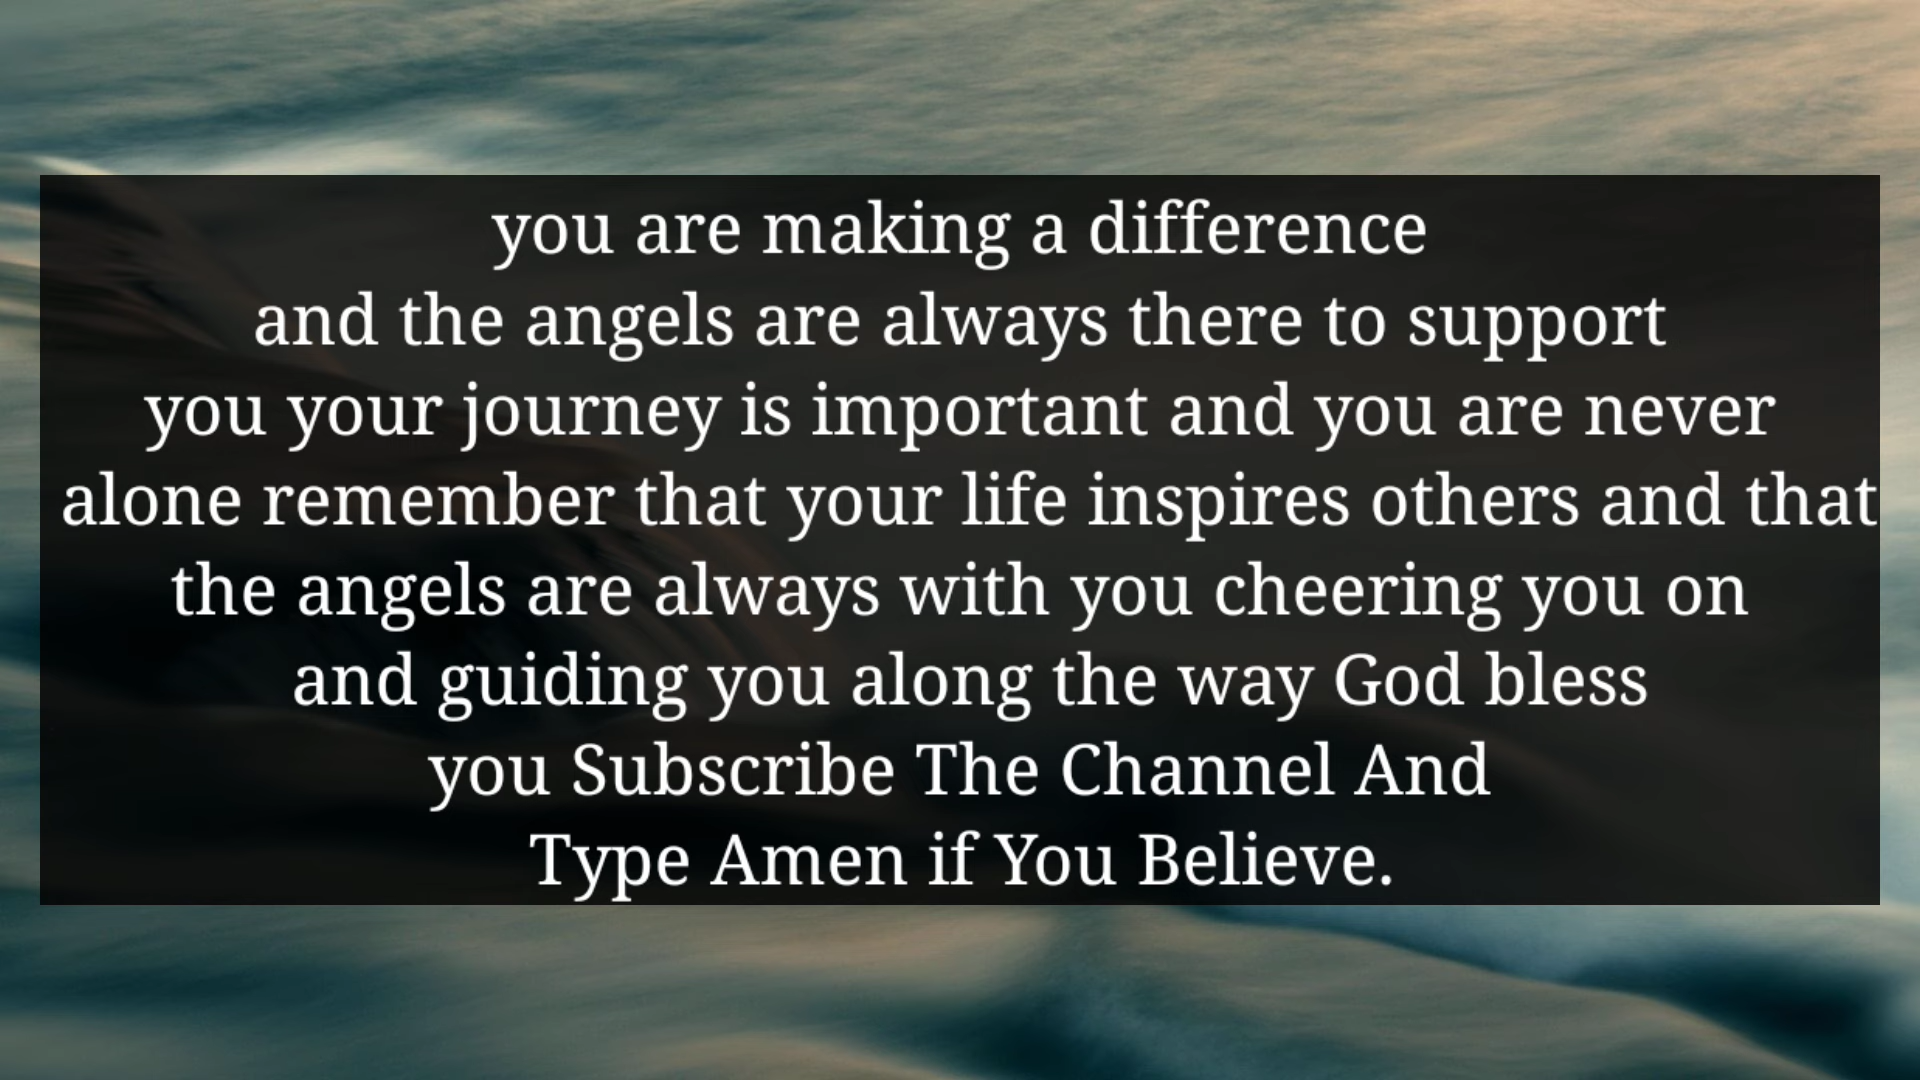 you are making a difference
and the angels are always there to support
you your journey is important and you are never
alone remember that your life inspires others and that
the angels are always with you cheering you on
and guiding you along the way God bless
you Subscribe The Channel And
Type Amen if You Believe.